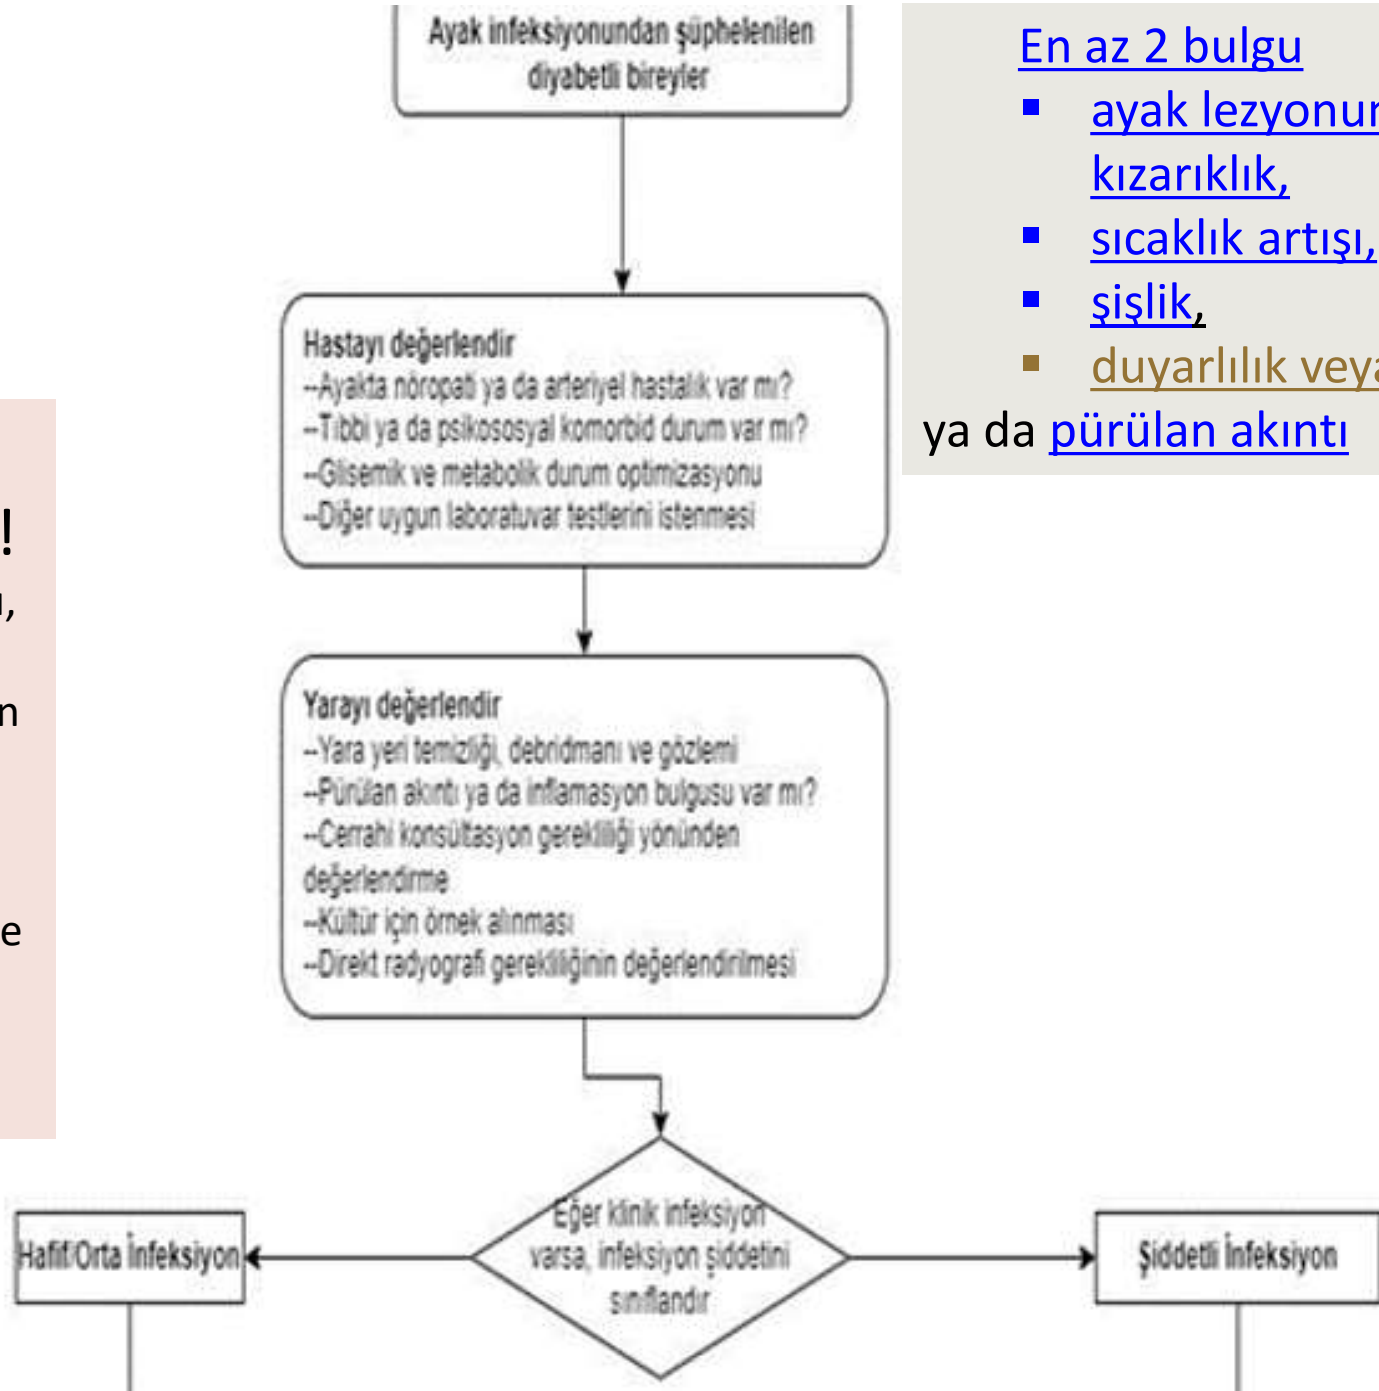 Ayak infeksiyonundan şüphelenilen
diyabetli bireyler
En az 2 bulgu
▪ ayak lezyonun
kızarıklık,
▪ sıcaklık artışı,
▪ şişlik,
▪ duyarlılık veya
ya da pürülan akıntı
Hastayı değerlendir
--Ayakta nöropati ya da arteriyel hastalık var mı?
--Tıbbi ya da psikososyal komorbid durum var mı?
--Glisemik ve metabolik durum optimizasyonu
--Diğer uygun laboratuvar testlerini istenmesi
!
,
n
e
Yarayı değerlendir
--Yara yeri temizliği, debridmanı ve gözlemi
--Pürülan akıntı ya da inflamasyon bulgusu var mı?
--Cerrahi konsültasyon gerekliliği yönünden
değerlendirme
--Kültür için örnek alınması
--Direkt radyografi gerekliliğinin değerlendirilmesi
Eğer klinik infeksiyon
varsa, infeksiyon şiddetini
sınıflandır
Hafif/Orta İnfeksiyon
Şiddetli İnfeksiyon